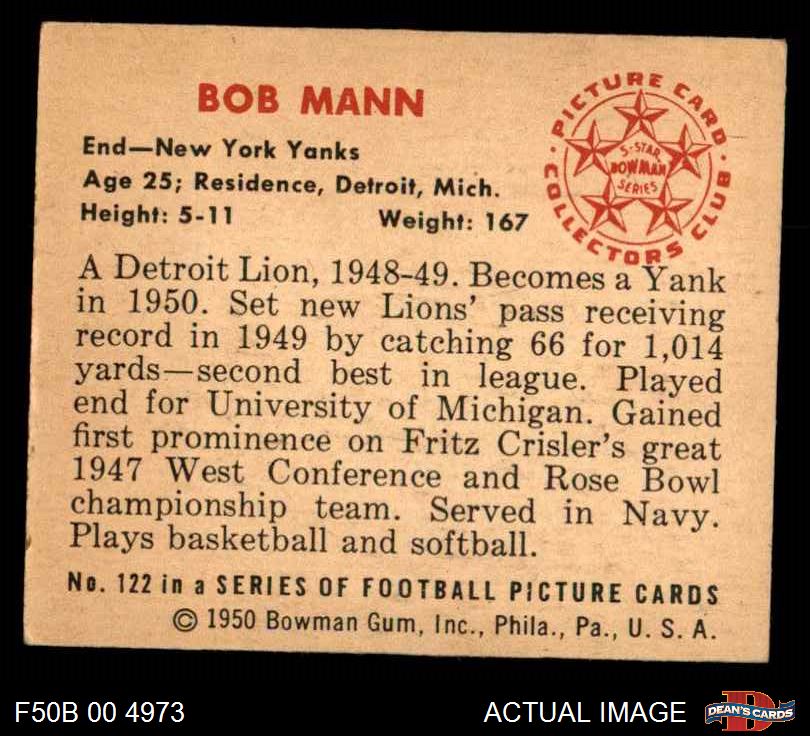 BOB MANN
End—New York Yanks
Age 25; Residence, Detroit, Mich.
Height: 5-11 Weight: 167
· PICTURE CARD ·
COLLECTORS CLUB
5-STAR
BOWMAN
SERIES
A Detroit Lion, 1948-49. Becomes a Yank
in 1950. Set new Lions' pass receiving
record in 1949 by catching 66 for 1,014
yards—second best in league. Played
end for University of Michigan. Gained
first prominence on Fritz Crisler's great
1947 West Conference and Rose Bowl
championship team. Served in Navy.
Plays basketball and softball.
No. 122 in a SERIES OF FOOTBALL PICTURE CARDS
© 1950 Bowman Gum, Inc., Phila., Pa., U. S. A.
F50B 00 4973
ACTUAL IMAGE
D
DEAN'S CARDS